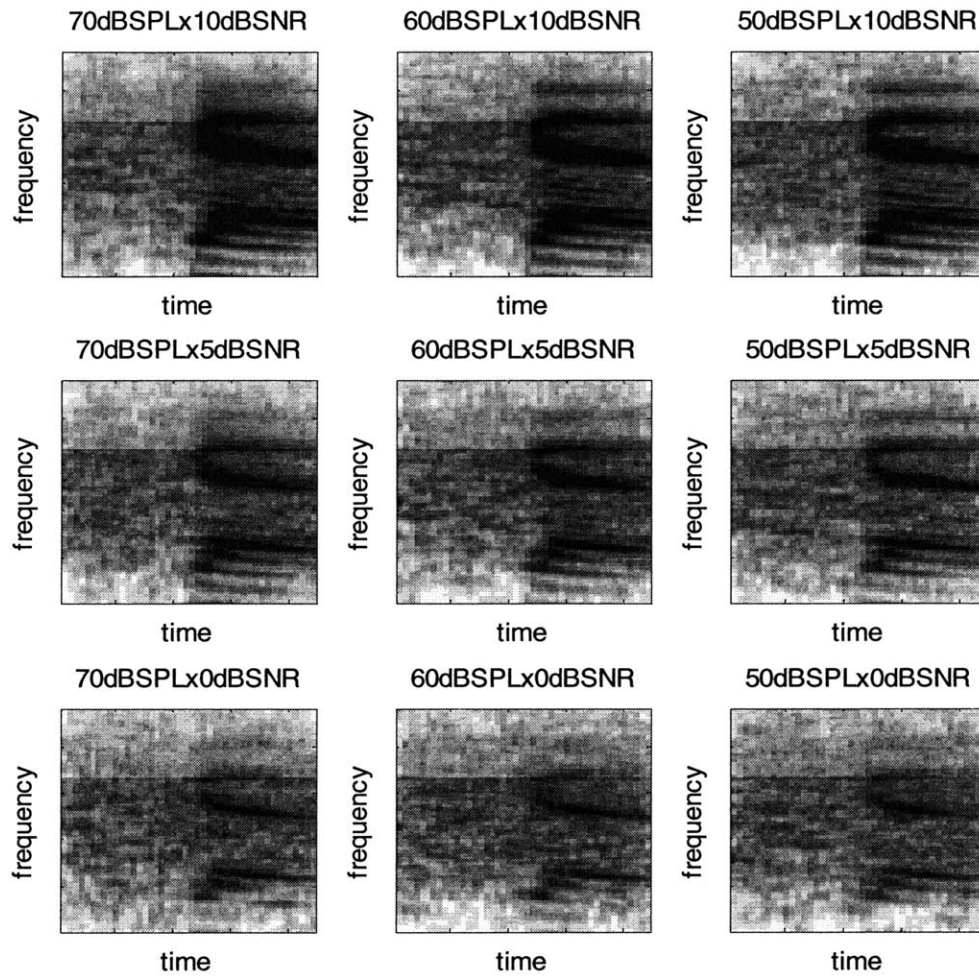 70dBSPLx10dBSNR
60dBSPLx10dBSNR
50dBSPLx10dBSNR
frequency
frequency
frequency
time
time
time
70dBSPLx5dBSNR
60dBSPLx5dBSNR
50dBSPLx5dBSNR
frequency
frequency
frequency
time
time
time
70dBSPLx0dBSNR
60dBSPLx0dBSNR
50dBSPLx0dBSNR
frequency
frequency
frequency
time
time
time